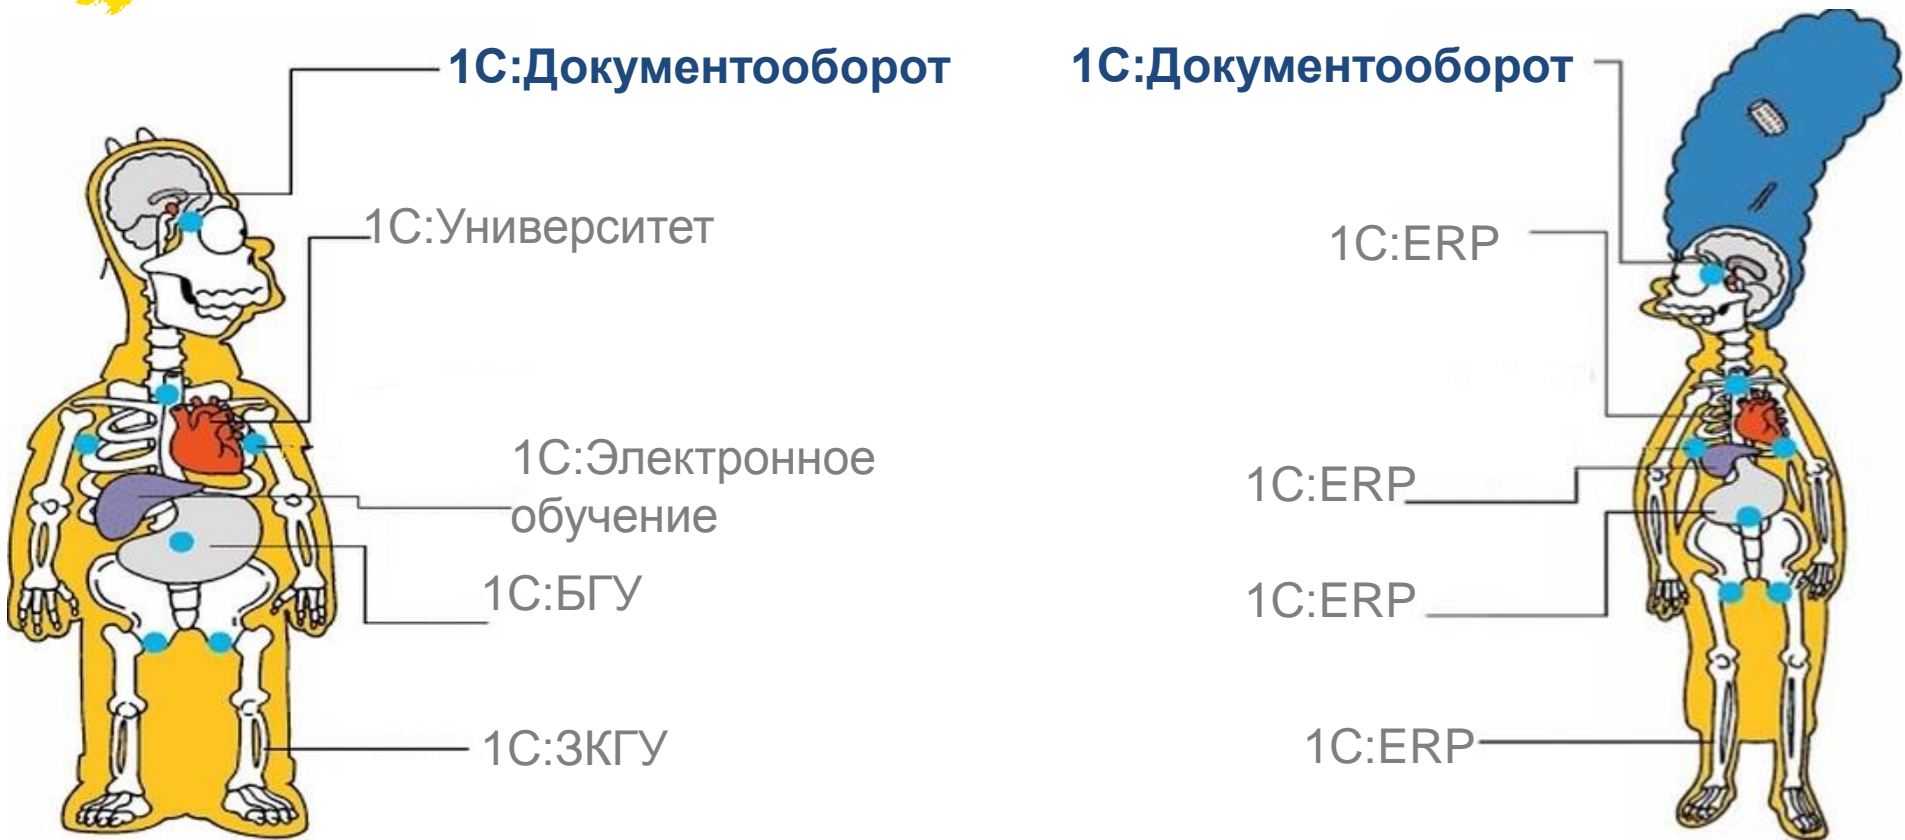 1С:Документооборот
1С:Университет
1С:Электронное
обучение
1С:БГУ
1С:ЗКГУ
1С:Документооборот
1С:ERP
1С:ERP
1С:ERP
1С:ERP